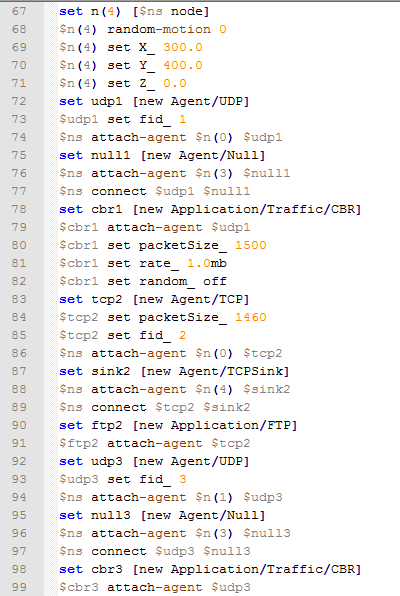 67 set n(4) [$ns node]
68 $n(4) random-motion 0
69 $n(4) set X_ 300.0
70 $n(4) set Y_ 400.0
71 $n(4) set Z_ 0.0
72 set udp1 [new Agent/UDP]
73 $udp1 set fid_ 1
74 $ns attach-agent $n(0) $udp1
75 set null1 [new Agent/Null]
76 $ns attach-agent $n(3) $null1
77 $ns connect $udp1 $null1
78 set cbr1 [new Application/Traffic/CBR]
79 $cbr1 attach-agent $udp1
80 $cbr1 set packetSize_ 1500
81 $cbr1 set rate_ 1.0mb
82 $cbr1 set random_ off
83 set tcp2 [new Agent/TCP]
84 $tcp2 set packetSize_ 1460
85 $tcp2 set fid_ 2
86 $ns attach-agent $n(0) $tcp2
87 set sink2 [new Agent/TCPSink]
88 $ns attach-agent $n(4) $sink2
89 $ns connect $tcp2 $sink2
90 set ftp2 [new Application/FTP]
91 $ftp2 attach-agent $tcp2
92 set udp3 [new Agent/UDP]
93 $udp3 set fid_ 3
94 $ns attach-agent $n(1) $udp3
95 set null3 [new Agent/Null]
96 $ns attach-agent $n(3) $null3
97 $ns connect $udp3 $null3
98 set cbr3 [new Application/Traffic/CBR]
99 $cbr3 attach-agent $udp3